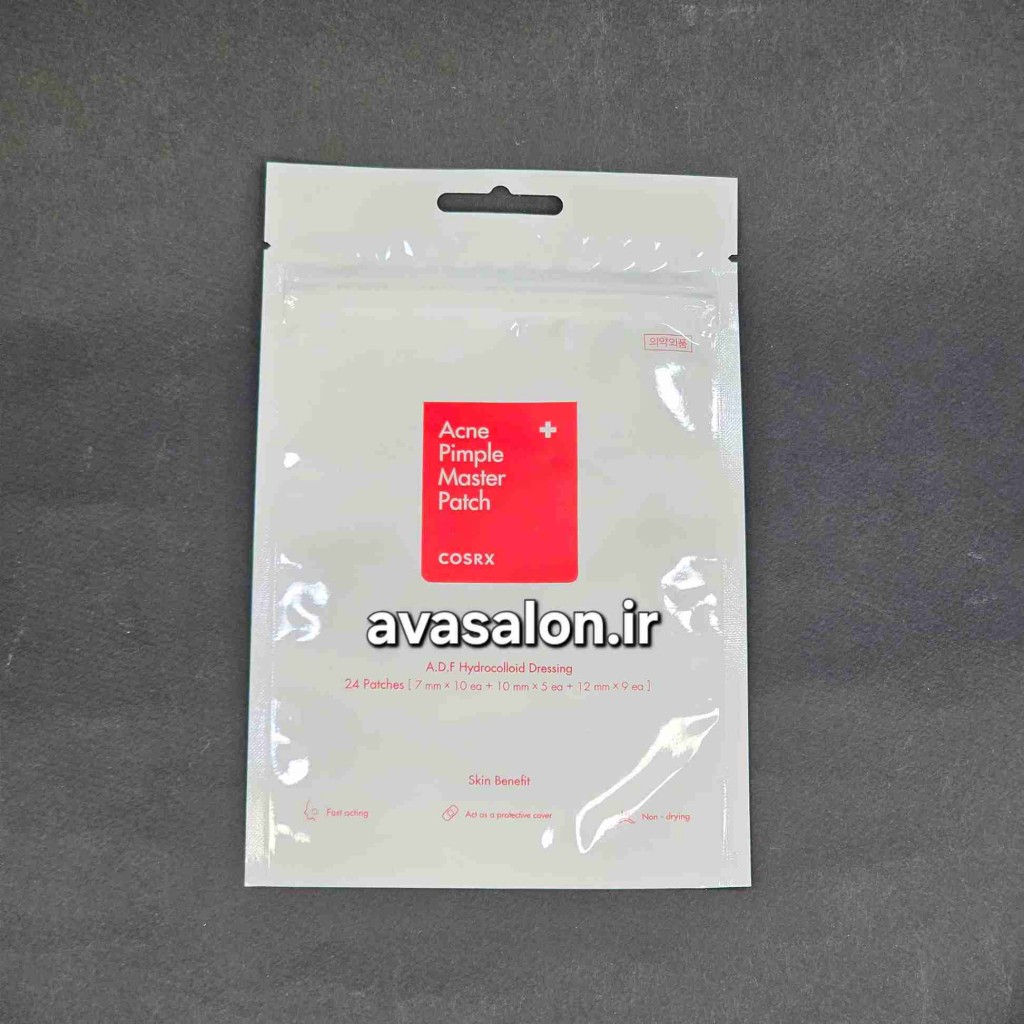 의약외품
Acne
Pimple
Master
Patch
COSRX
avasalon.ir
A.D.F Hydrocolloid Dressing
24 Patches [ 7 mm × 10 ea + 10 mm × 5 ea + 12 mm × 9 ea ]
Skin Benefit
Fast acting
Act as a protective cover
Non - drying